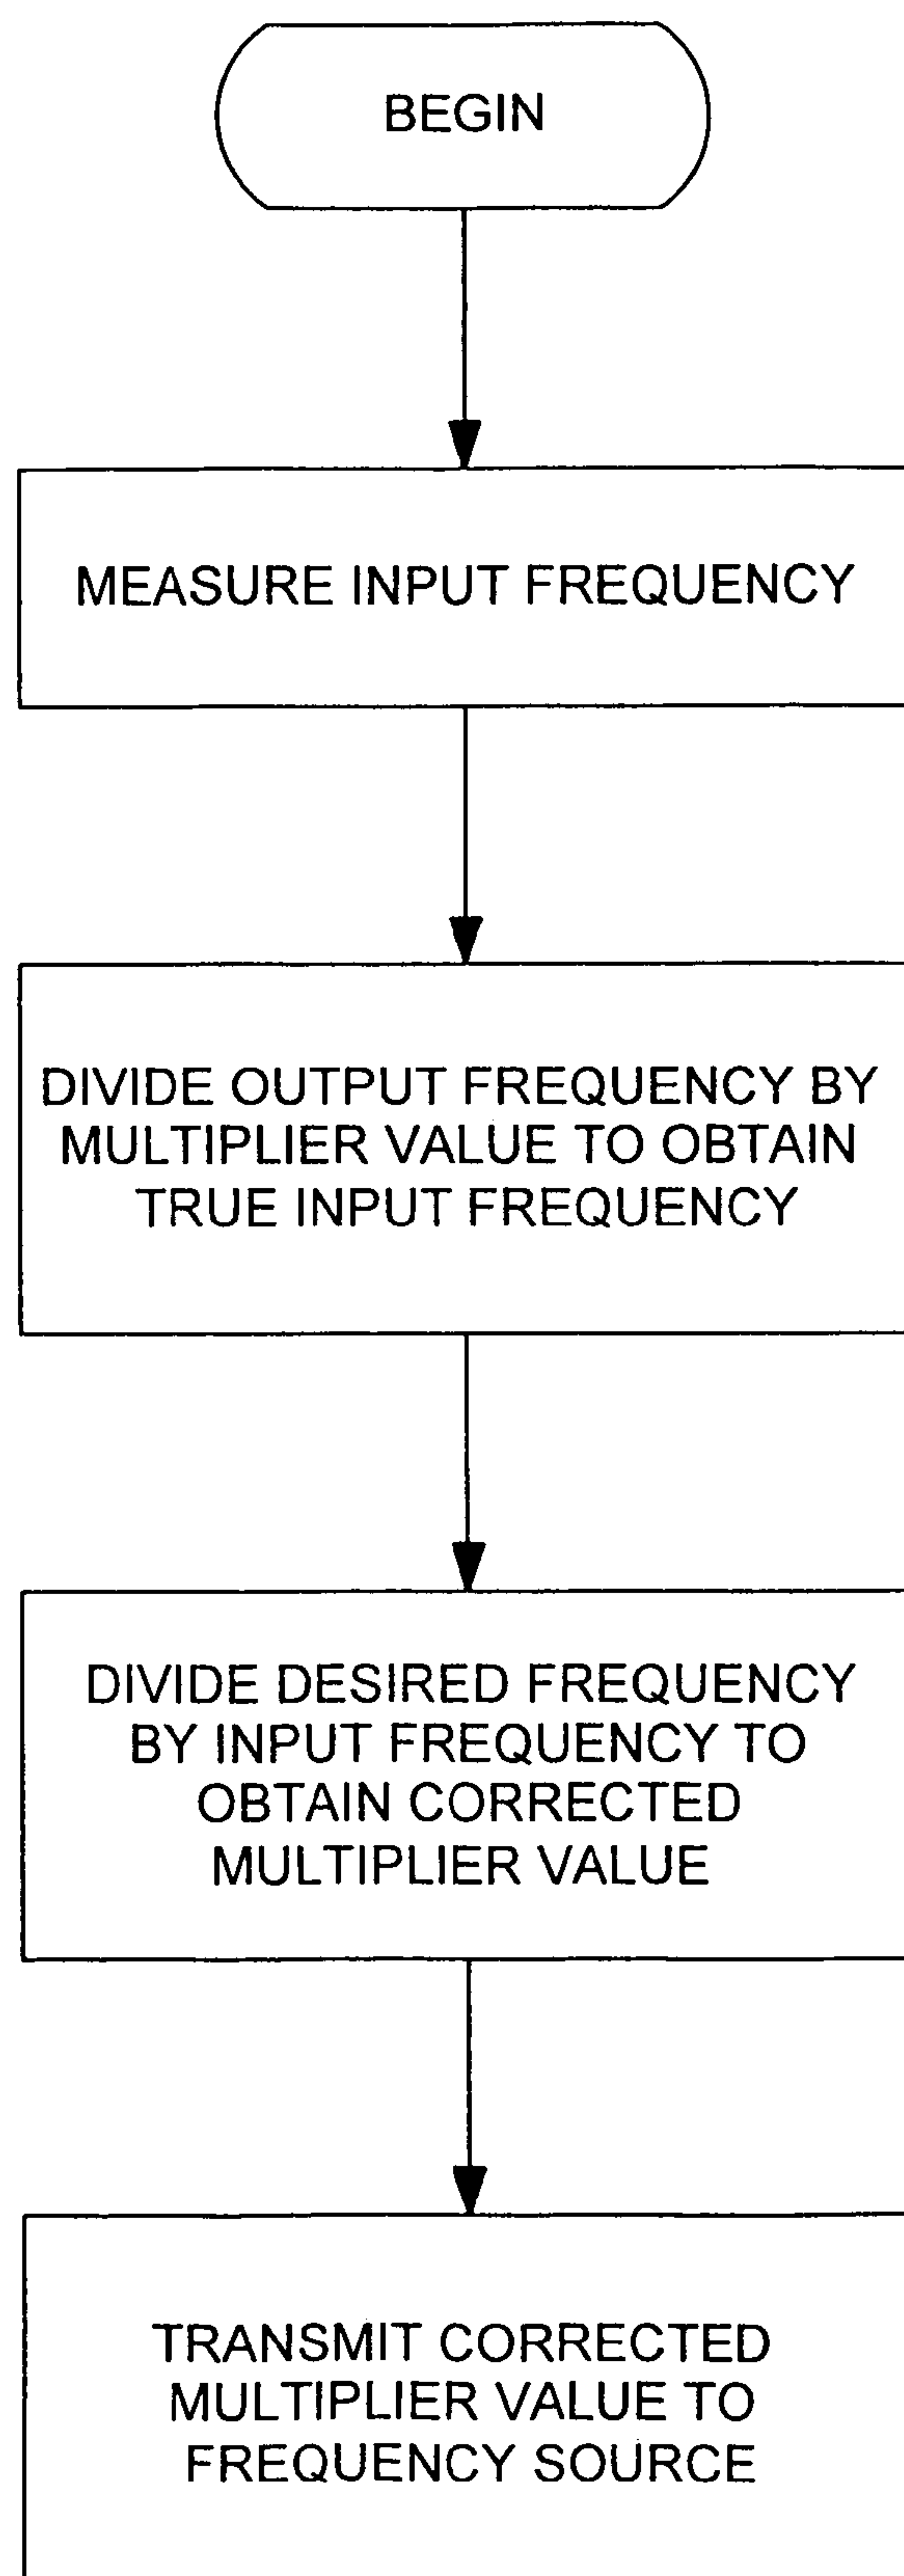 BEGIN
MEASURE INPUT FREQUENCY
DIVIDE OUTPUT FREQUENCY BY
MULTIPLIER VALUE TO OBTAIN
TRUE INPUT FREQUENCY
DIVIDE DESIRED FREQUENCY
BY INPUT FREQUENCY TO
OBTAIN CORRECTED
MULTIPLIER VALUE
TRANSMIT CORRECTED
MULTIPLIER VALUE TO
FREQUENCY SOURCE